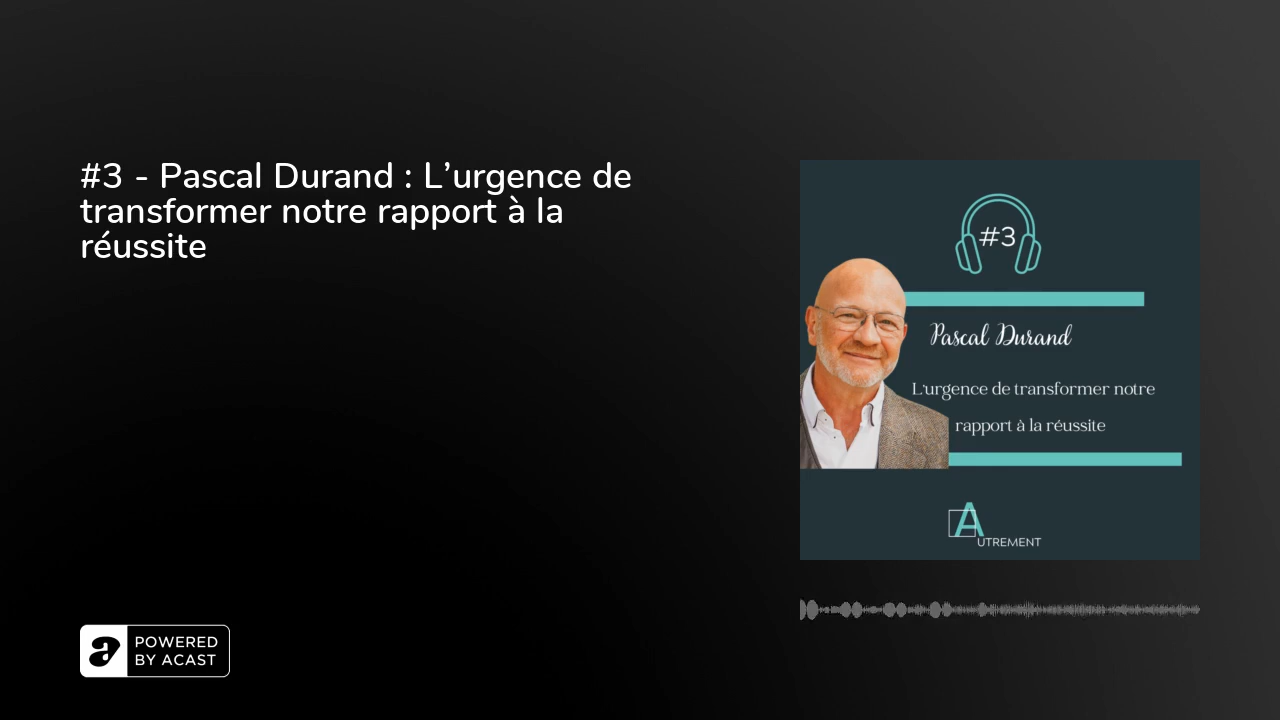 #3 - Pascal Durand : L’urgence de
transformer notre rapport à la
réussite
#3
Pascal Durand
L'urgence de transformer notre
rapport à la réussite
AUTREMENT
a
POWERED
BY ACAST